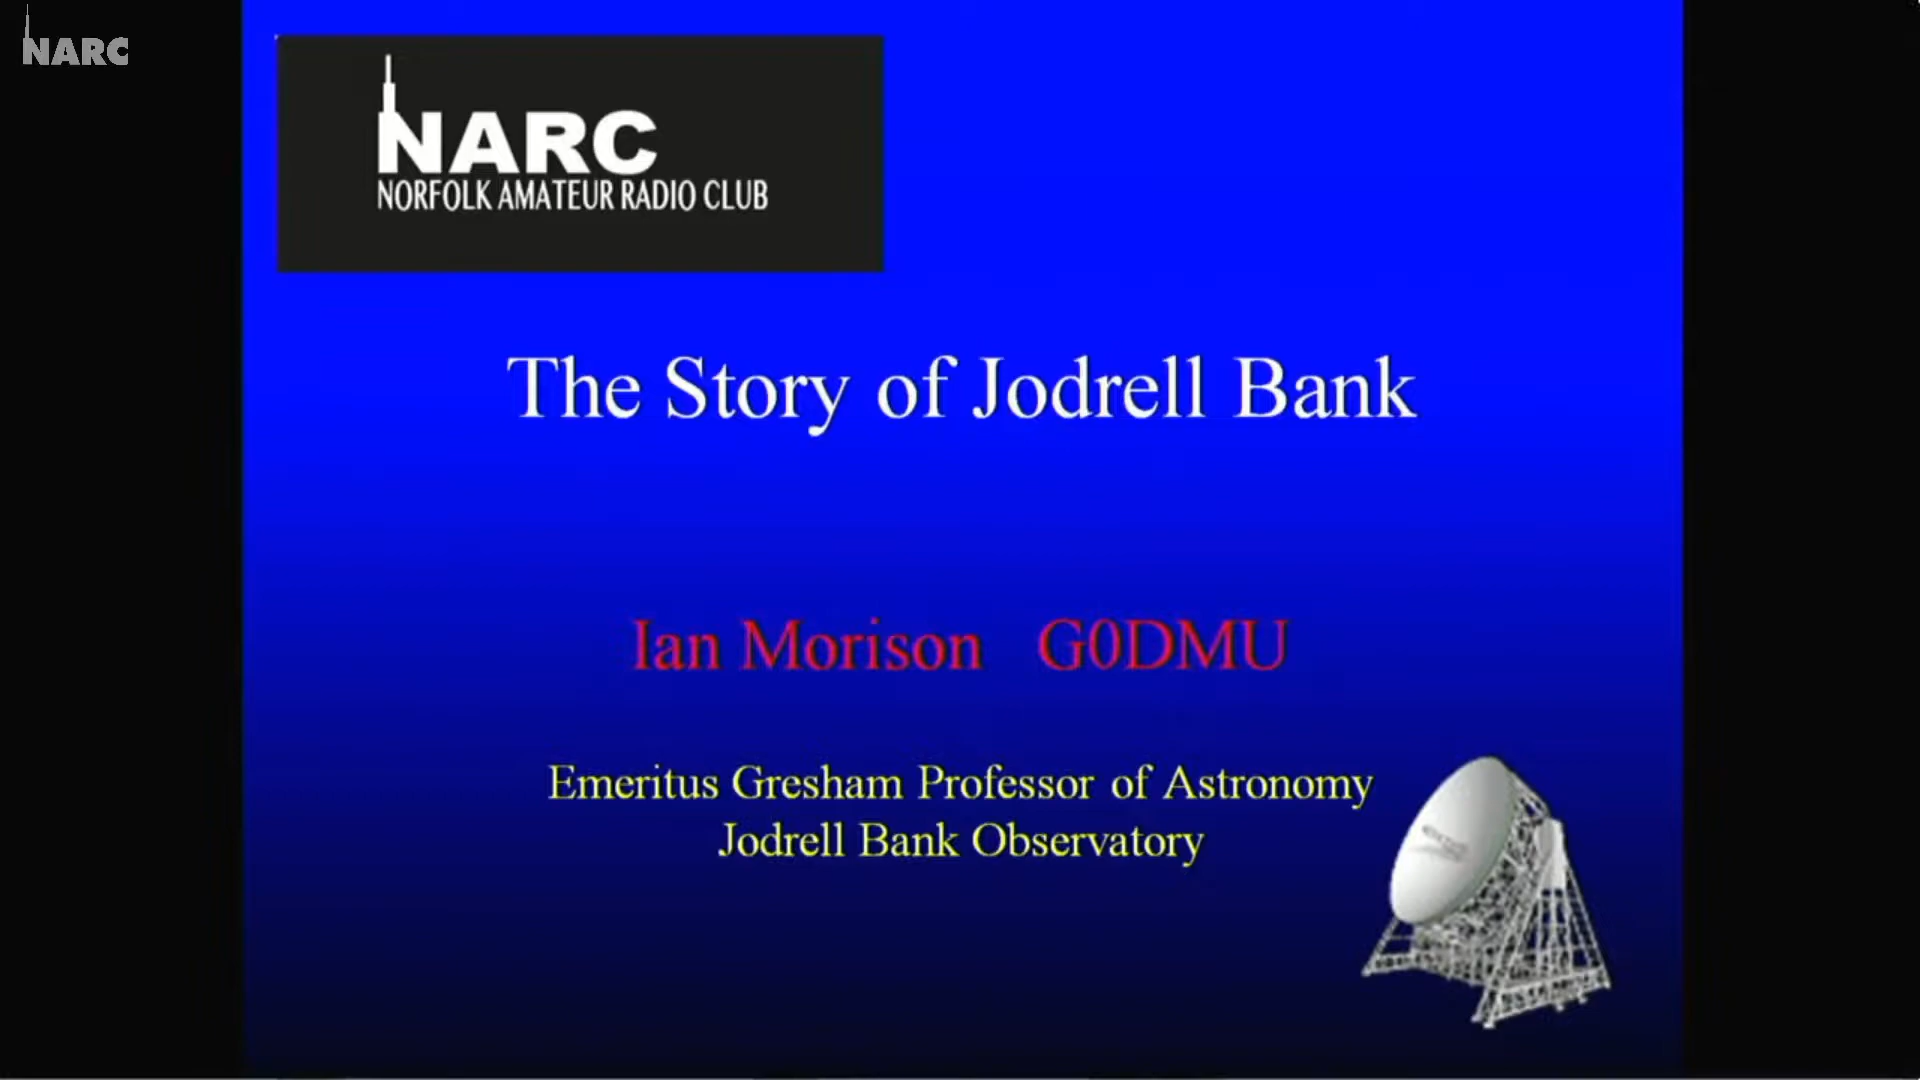 NARC
NARC
NORFOLK AMATEUR RADIO CLUB
The Story of Jodrell Bank
Ian Morison G0DMU
Emeritus Gresham Professor of Astronomy
Jodrell Bank Observatory